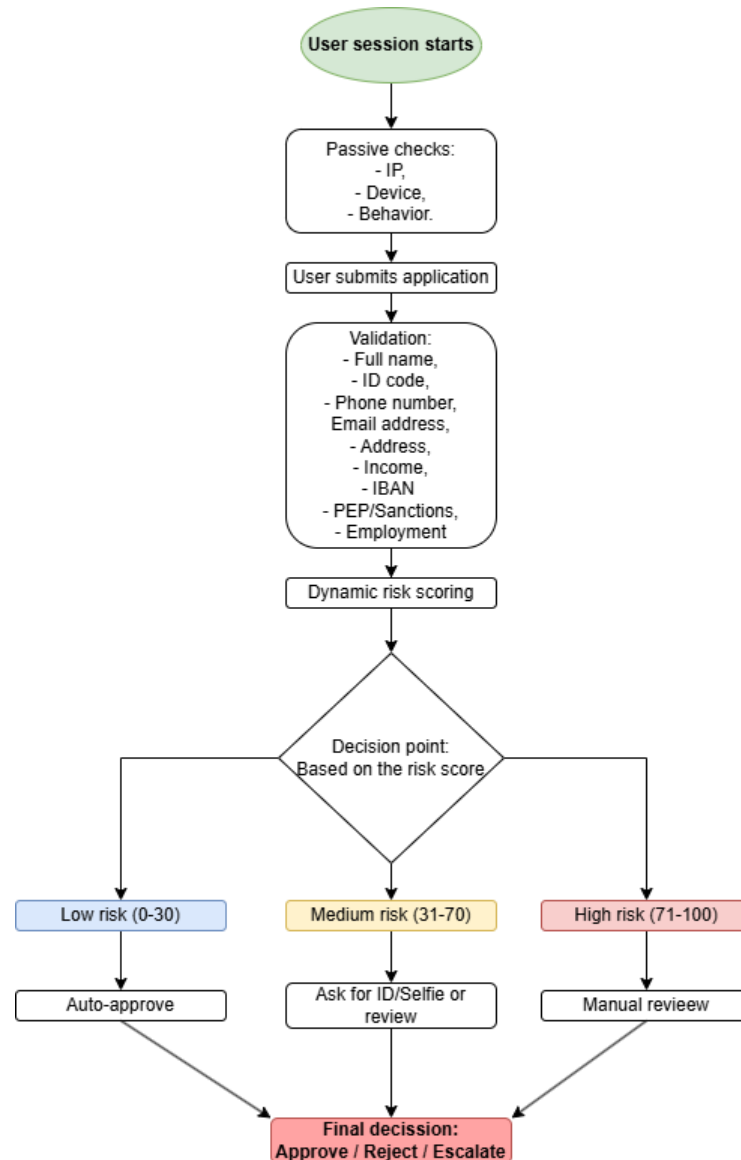 User session starts
Passive checks:
- IP,
- Device,
- Behavior.
User submits application
Validation:
- Full name,
- ID code,
- Phone number,
Email address,
- Address,
- Income,
- IBAN
- PEP/Sanctions,
- Employment
Dynamic risk scoring
Decision point:
Based on the risk score
Low risk (0-30)
Medium risk (31-70)
High risk (71-100)
Auto-approve
Ask for ID/Selfie or
review
Manual revieew
Final decission:
Approve / Reject / Escalate